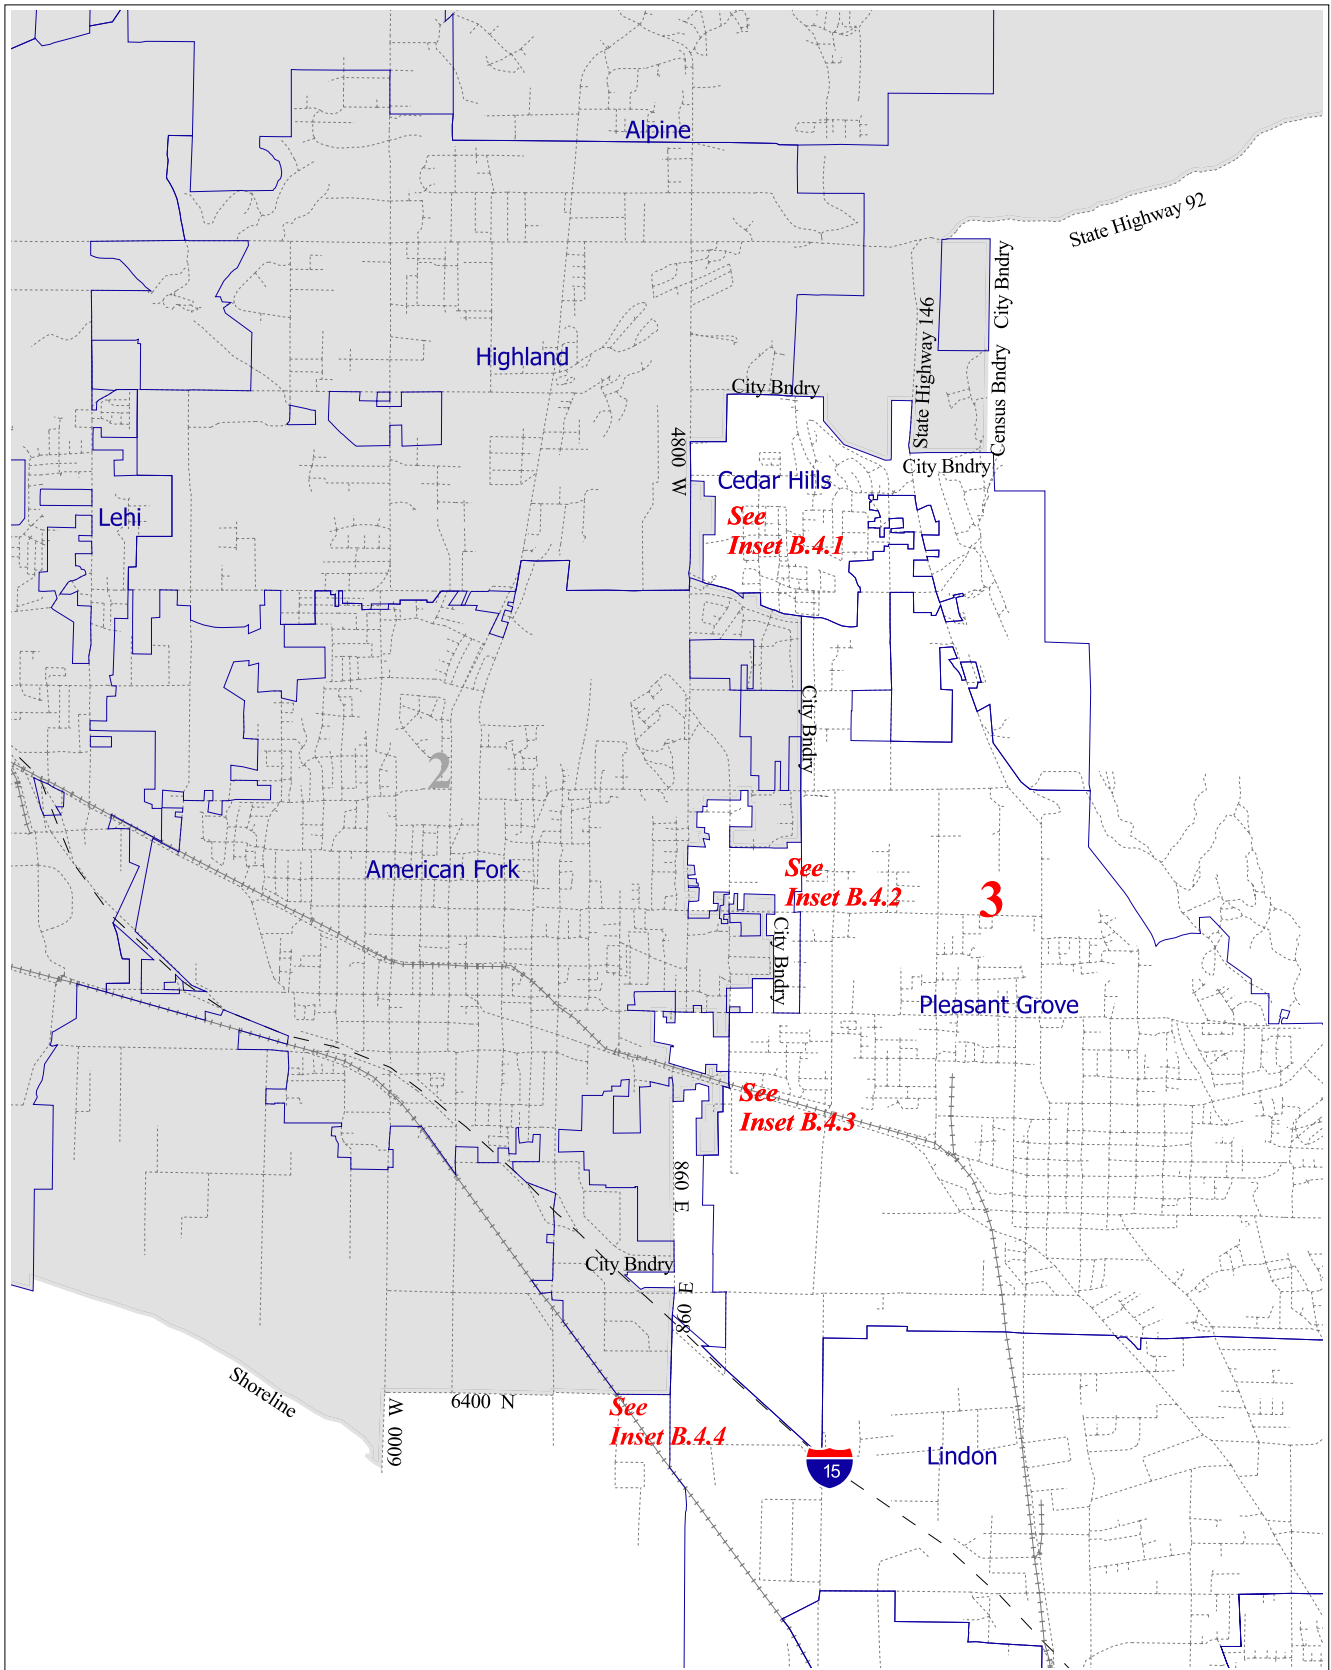 Alpine
State Highway 92
City Bndry
State Highway 146
Highland
Census Bndry
City Bndry
4800 W
City Bndry
Cedar Hills
Lehi
See
Inset B.4.1
City Bndry
2
American Fork
See
Inset B.4.2
3
City Bndry
Pleasant Grove
See
Inset B.4.3
860 E
City Bndry
860 E
Shoreline
6000 W
6400 N
See
Inset B.4.4
Lindon
15